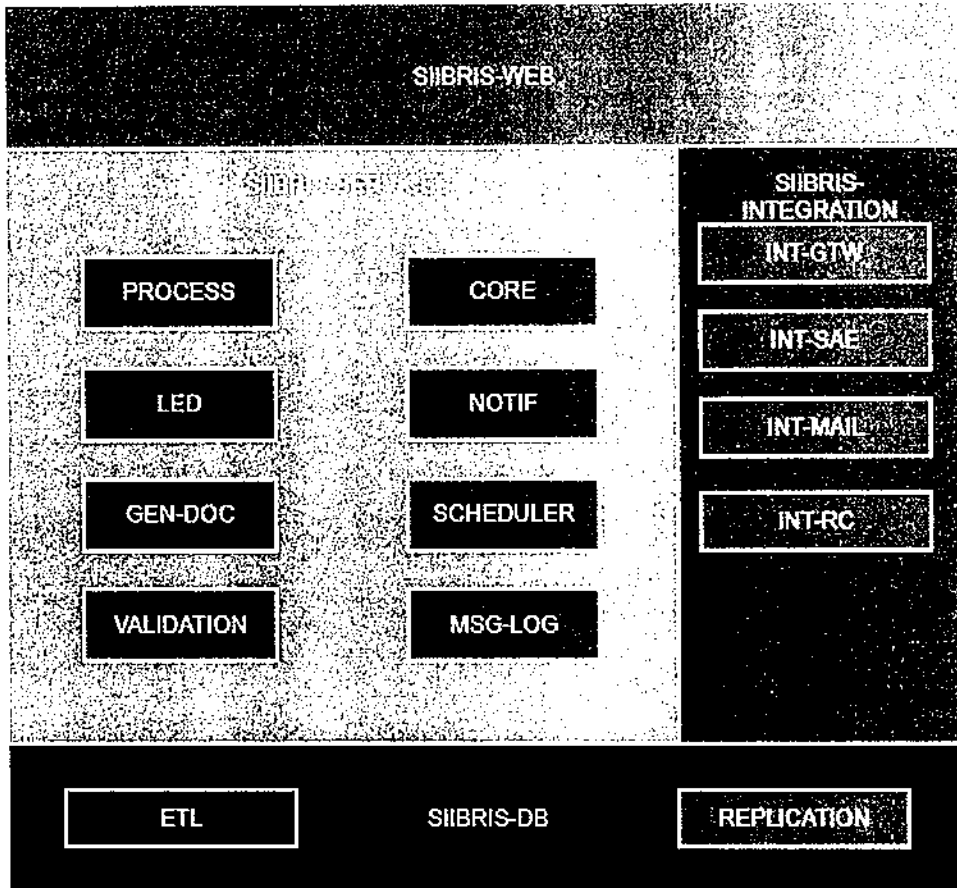 SIIBRIS-WEB
SIIBRIS-
INTEGRATION
PROCESS
CORE
INT-GTW
LED
NOTIF
INT-SAE
GEN-DOC
SCHEDULER
INT-MAIL
VALIDATION
MSG-LOG
INT-RC
ETL
SIIBRIS-DB
REPLICATION